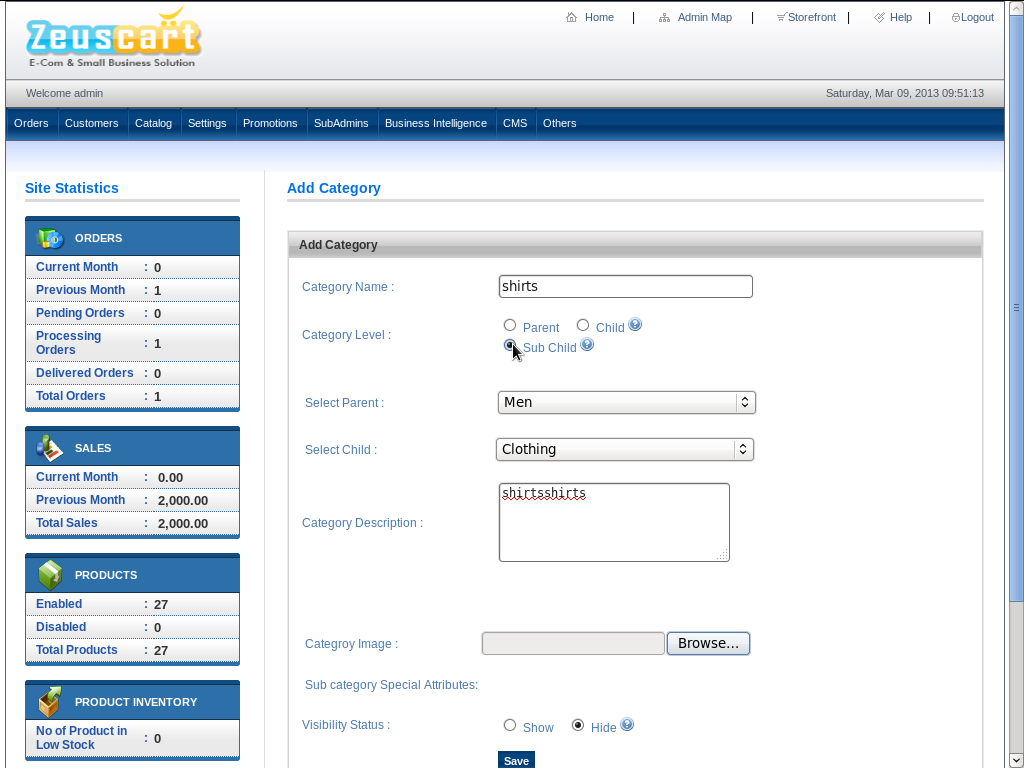 Home | Admin Map | Storefront | Help | Logout
Zeuscart
E-Com & Small Business Solution
Welcome admin
Saturday, Mar 09, 2013 09:51:13
Orders Customers Catalog Settings Promotions SubAdmins Business Intelligence CMS Others
Site Statistics
ORDERS
Current Month : 0
Previous Month : 1
Pending Orders : 0
Processing
Orders : 1
Delivered Orders : 0
Total Orders : 1
SALES
Current Month : 0.00
Previous Month : 2,000.00
Total Sales : 2,000.00
PRODUCTS
Enabled : 27
Disabled : 0
Total Products : 27
PRODUCT INVENTORY
No of Product in
Low Stock : 0
Add Category
Add Category
Category Name : shirts
Category Level : Parent Child ?
Sub Child ?
Select Parent : Men
Select Child : Clothing
Category Description : shirtsshirts
Categroy Image : Browse...
Sub category Special Attributes:
Visibility Status : Show Hide ?
Save